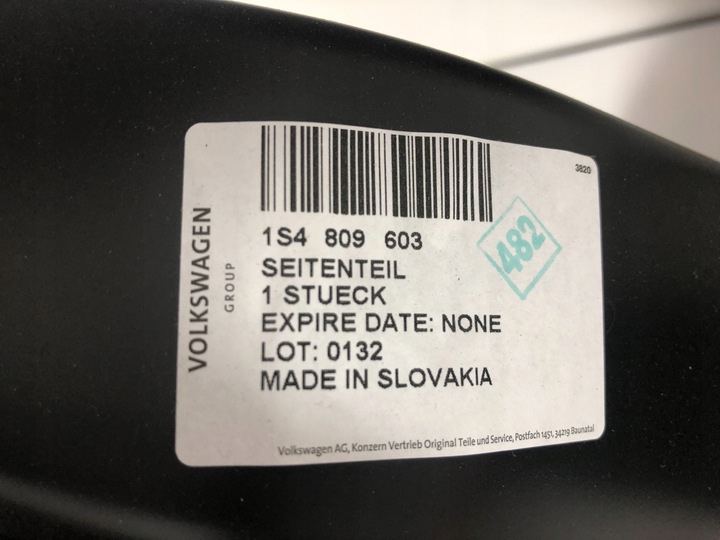 3820
1S4 809 603
482
SEITENTEIL
1 STUECK
EXPIRE DATE: NONE
LOT: 0132
MADE IN SLOVAKIA
VOLKSWAGEN
GROUP
Volkswagen AG, Konzern Vertrieb Original Teile und Service, Postfach 1451, 34219 Baunatal